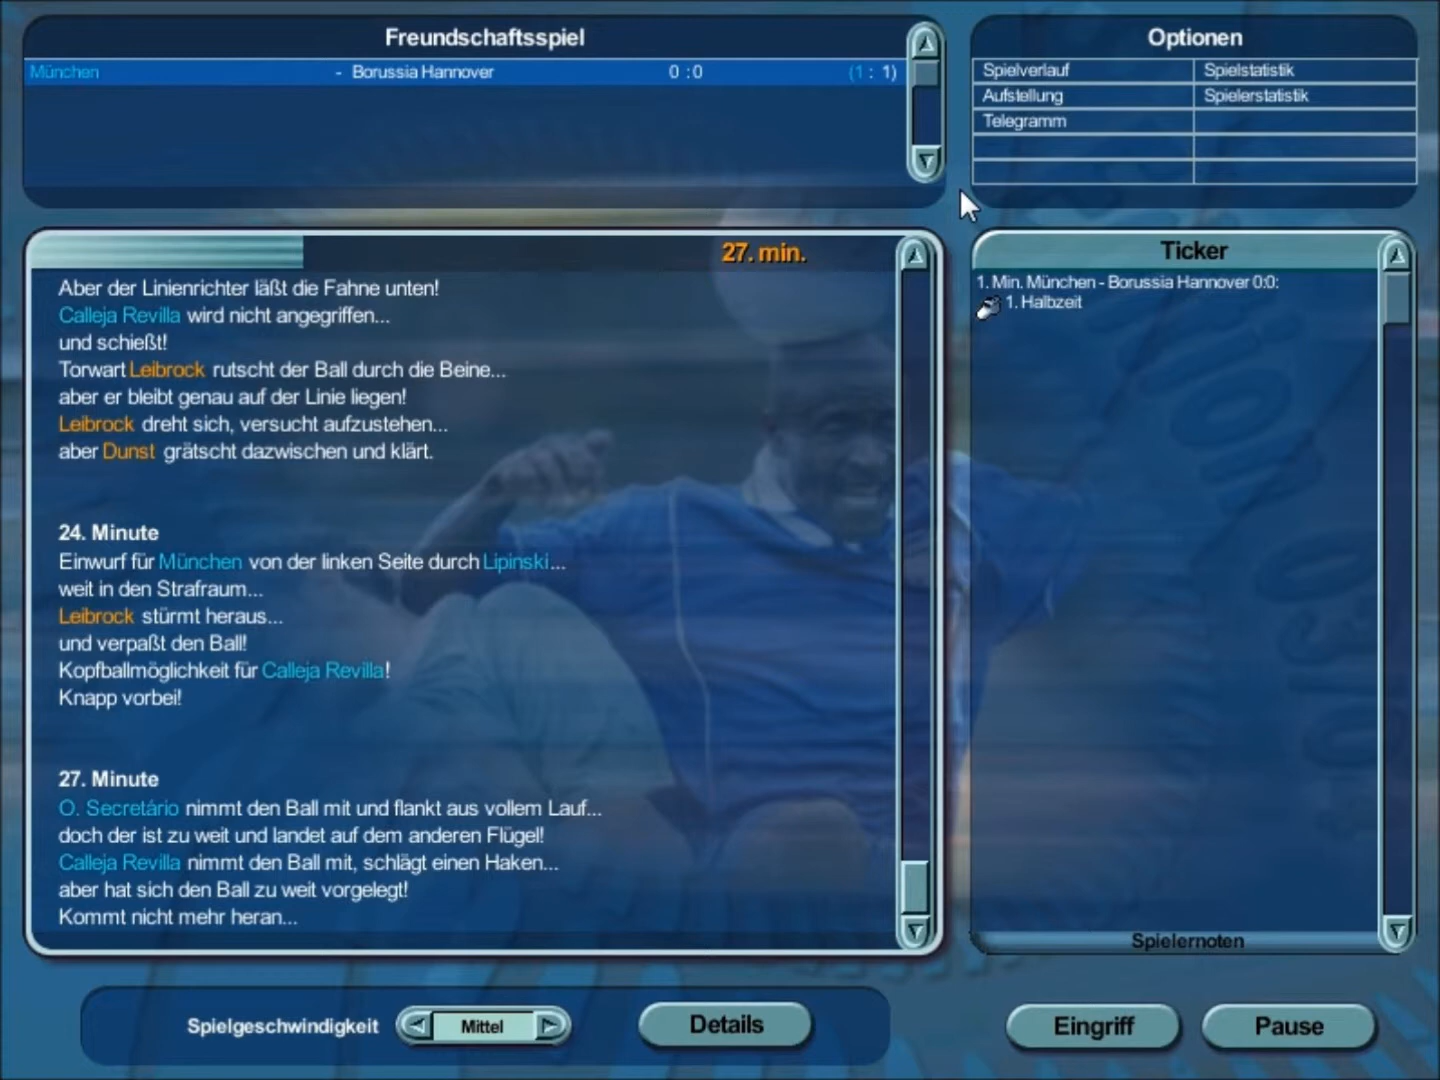 Freundschaftsspiel
München - Borussia Hannover 0 :0 (1 : 1)
Optionen
Spielverlauf Spielstatistik
Aufstellung Spielerstatistik
Telegramm
27. min.
Aber der Linienrichter läßt die Fahne unten!
Calleja Revilla wird nicht angegriffen...
und schießt!
Torwart Leibrock rutscht der Ball durch die Beine...
aber er bleibt genau auf der Linie liegen!
Leibrock dreht sich, versucht aufzustehen...
aber Dunst grätscht dazwischen und klärt.
24. Minute
Einwurf für München von der linken Seite durch Lipinski...
weit in den Strafraum...
Leibrock stürmt heraus...
und verpaßt den Ball!
Kopfballmöglichkeit für Calleja Revilla!
Knapp vorbei!
27. Minute
O. Secretário nimmt den Ball mit und flankt aus vollem Lauf...
doch der ist zu weit und landet auf dem anderen Flügel!
Calleja Revilla nimmt den Ball mit, schlägt einen Haken...
aber hat sich den Ball zu weit vorgelegt!
Kommt nicht mehr heran...
Ticker
1. Min. München - Borussia Hannover 0:0:
1. Halbzeit
Spielernoten
Spielgeschwindigkeit Mittel Details Eingriff Pause